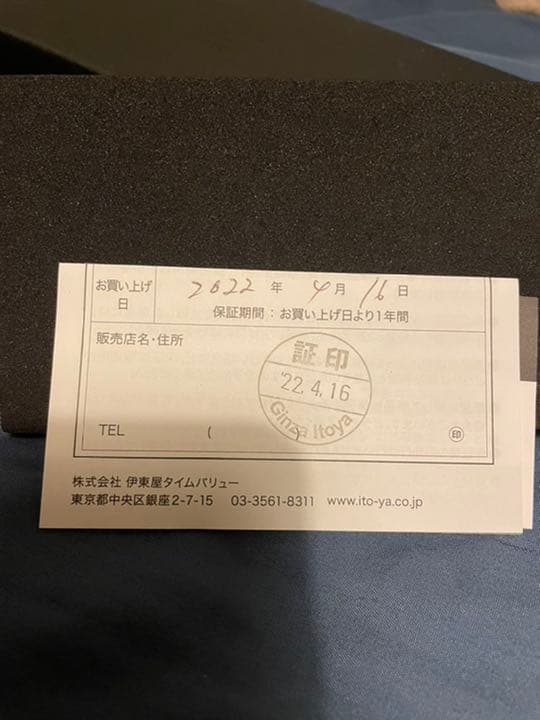 お買い上げ日
2022 年 4 月 16 日
保証期間：お買い上げ日より1年間
販売店名・住所
証印
'22.4.16
Ginza Itoya
TEL ( )
印
株式会社 伊東屋タイムバリュー
東京都中央区銀座2-7-15 03-3561-8311 www.ito-ya.co.jp